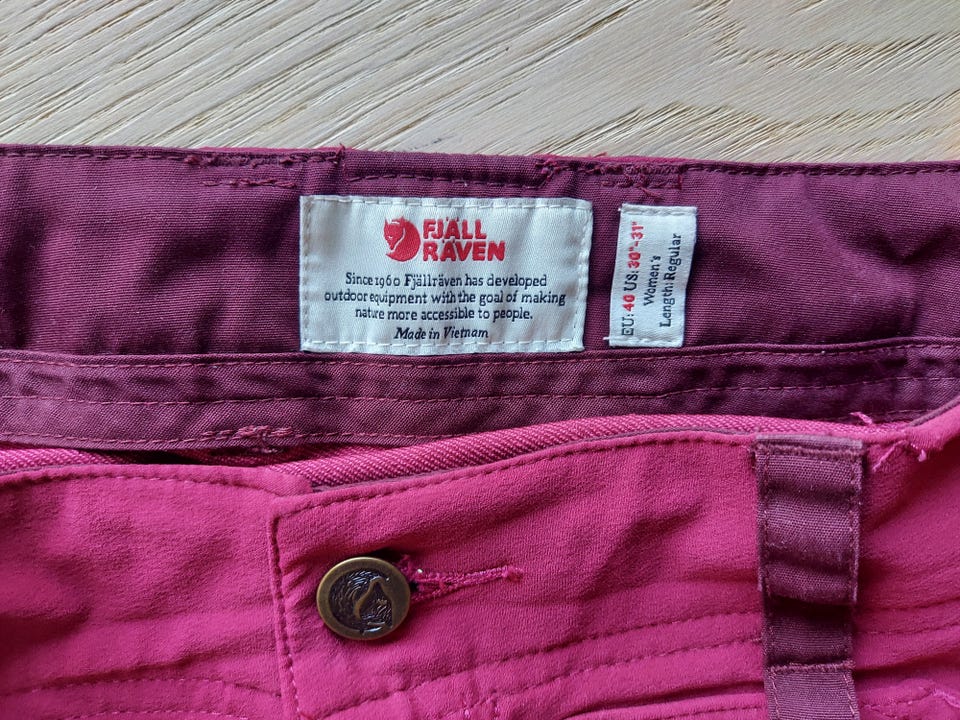 FJÄLL
RÄVEN
Since 1960 Fjällräven has developed
outdoor equipment with the goal of making
nature more accessible to people.
Made in Vietnam
EU: 40 US: 30"-31"
Women's
Length: Regular